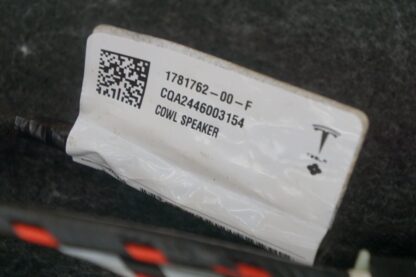 1781762-00-F
CQA2446003154
COWL SPEAKER
TESLA